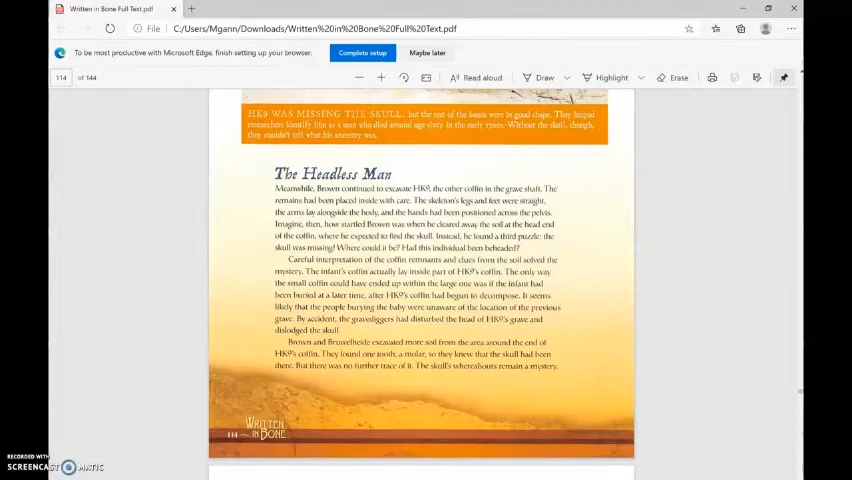 Written in Bone Full Text.pdf
File
C:/Users/Mgann/Downloads/Written%20in%20Bone%20Full%20Text.pdf
To be most productive with Microsoft Edge, finish setting up your browser.
Complete setup
Maybe later
114 of 144
Read aloud
Draw
Highlight
Erase
HK9 WAS MISSING THE SKULL, but the rest of the bones were in good shape. They helped
researchers identify him as a man who died around age sixty in the early 1700s. Without the skull, though,
they couldn't tell what his ancestry was.
The Headless Man
Meanwhile, Brown continued to excavate HK9, the other coffin in the grave shaft. The
remains had been placed inside with care. The skeleton's legs and feet were straight,
the arms lay alongside the body, and the hands had been positioned across the pelvis.
Imagine, then, how startled Brown was when he cleared away the soil at the head end
of the coffin, where he expected to find the skull. Instead, he found a third puzzle: the
skull was missing! Where could it be? Had this individual been beheaded?
Careful interpretation of the coffin remnants and clues from the soil solved the
mystery. The infant's coffin actually lay inside part of HK9's coffin. The only way
the small coffin could have ended up within the large one was if the infant had
been buried at a later time, after HK9's coffin had begun to decompose. It seems
likely that the people burying the baby were unaware of the location of the previous
grave. By accident, the gravediggers had disturbed the head of HK9's grave and
dislodged the skull.
Brown and Bruwelheide excavated more soil from the area around the end of
HK9's coffin. They found one tooth, a molar, so they knew that the skull had been
there. But there was no further trace of it. The skull's whereabouts remain a mystery.
WRITTEN
IN BONE
114
RECORDED WITH
SCREENCAST MATIC